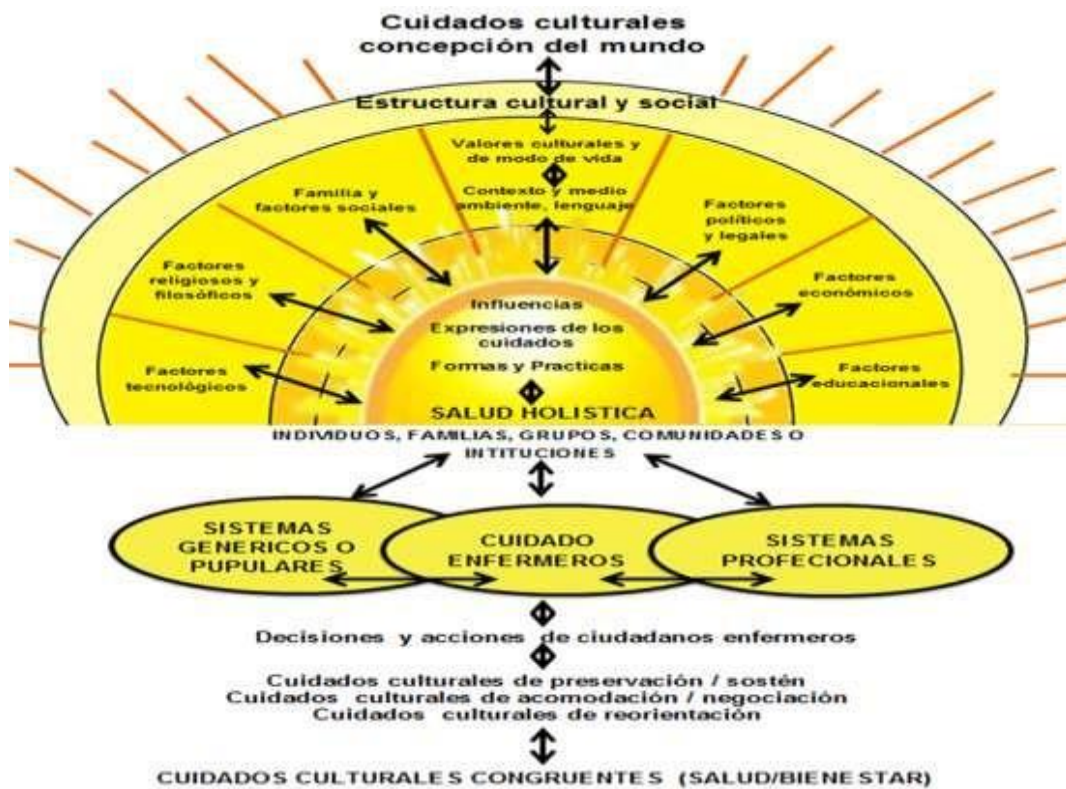 Cuidados culturales
concepción del mundo
Estructura cultural y social
Valores culturales y
de modo de vida
Familia y
factores sociales
Contexto y medio
ambiente, lenguaje
Factores
políticos
y legales
Factores
religiosos y
filosóficos
Factores
económicos
Influencias
Expresiones de los
cuidados
Formas y Practicas
Factores
tecnológicos
Factores
educacionales
SALUD HOLISTICA
INDIVIDUOS, FAMILIAS, GRUPOS, COMUNIDADES O
INTITUCIONES
SISTEMAS
GENERICOS O
PUPULARES
CUIDADO
ENFERMEROS
SISTEMAS
PROFECIONALES
Decisiones y acciones de ciudadanos enfermeros
Cuidados culturales de preservación / sostén
Cuidados culturales de acomodación / negociación
Cuidados culturales de reorientación
CUIDADOS CULTURALES CONGRUENTES (SALUD/BIENESTAR)